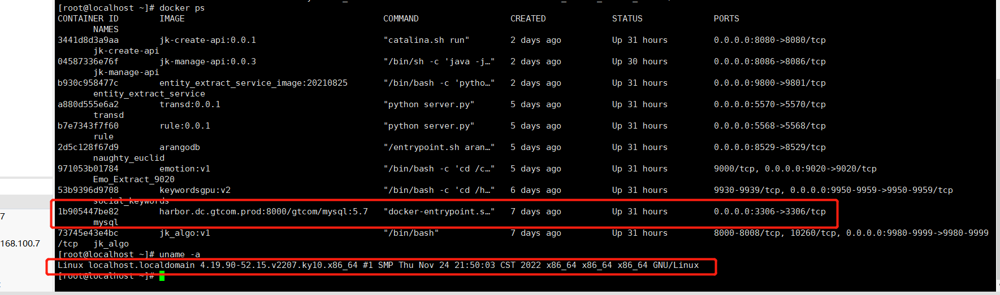 [root@localhost ~]# docker ps
CONTAINER ID        IMAGE                                      COMMAND                  CREATED             STATUS              PORTS
       NAMES
3441d8d3a9aa        jk-create-api:0.0.1                        "catalina.sh run"        2 days ago          Up 31 hours         0.0.0.0:8080->8080/tcp
       jk-create-api
04587336e76f        jk-manage-api:0.0.3                        "/bin/sh -c 'java -j…"   2 days ago          Up 30 hours         0.0.0.0:8086->8086/tcp
       jk-manage-api
b930c958477c        entity_extract_service_image:20210825      "/bin/bash -c 'pytho…"   2 days ago          Up 31 hours         0.0.0.0:9800->9801/tcp
       entity_extract_service
a880d555e6a2        transd:0.0.1                               "python server.py"       5 days ago          Up 31 hours         0.0.0.0:5570->5570/tcp
       transd
b7e7343f7f60        rule:0.0.1                                 "python server.py"       5 days ago          Up 31 hours         0.0.0.0:5568->5568/tcp
       rule
2d5c128f67d9        arangodb                                   "/entrypoint.sh aran…"   5 days ago          Up 31 hours         0.0.0.0:8529->8529/tcp
       naughty_euclid
971053b01784        emotion:v1                                 "/bin/bash -c 'cd /c…"   5 days ago          Up 31 hours         9000/tcp, 0.0.0.0:9020->9020/tcp
       Emo_Extract_9020
53b9396d9708        keywordsgpu:v2                             "/bin/bash -c 'cd /h…"   6 days ago          Up 31 hours         9930-9939/tcp, 0.0.0.0:9950-9959->9950-9959/tcp
       social_keywords
1b905447be82        harbor.dc.gtcom.prod:8000/gtcom/mysql:5.7   "docker-entrypoint.s…"   7 days ago          Up 31 hours         0.0.0.0:3306->3306/tcp
7
       mysql
73745e43e4bc        jk_algo:v1                                 "/bin/bash"              7 days ago          Up 31 hours         8000-8008/tcp, 10260/tcp, 0.0.0.0:9980-9999->9980-9999
168.100.7
/tcp   jk_algo
[root@localhost ~]# uname -a
Linux localhost.localdomain 4.19.90-52.15.v2207.ky10.x86_64 #1 SMP Thu Nov 24 21:50:03 CST 2022 x86_64 x86_64 x86_64 GNU/Linux
[root@localhost ~]#